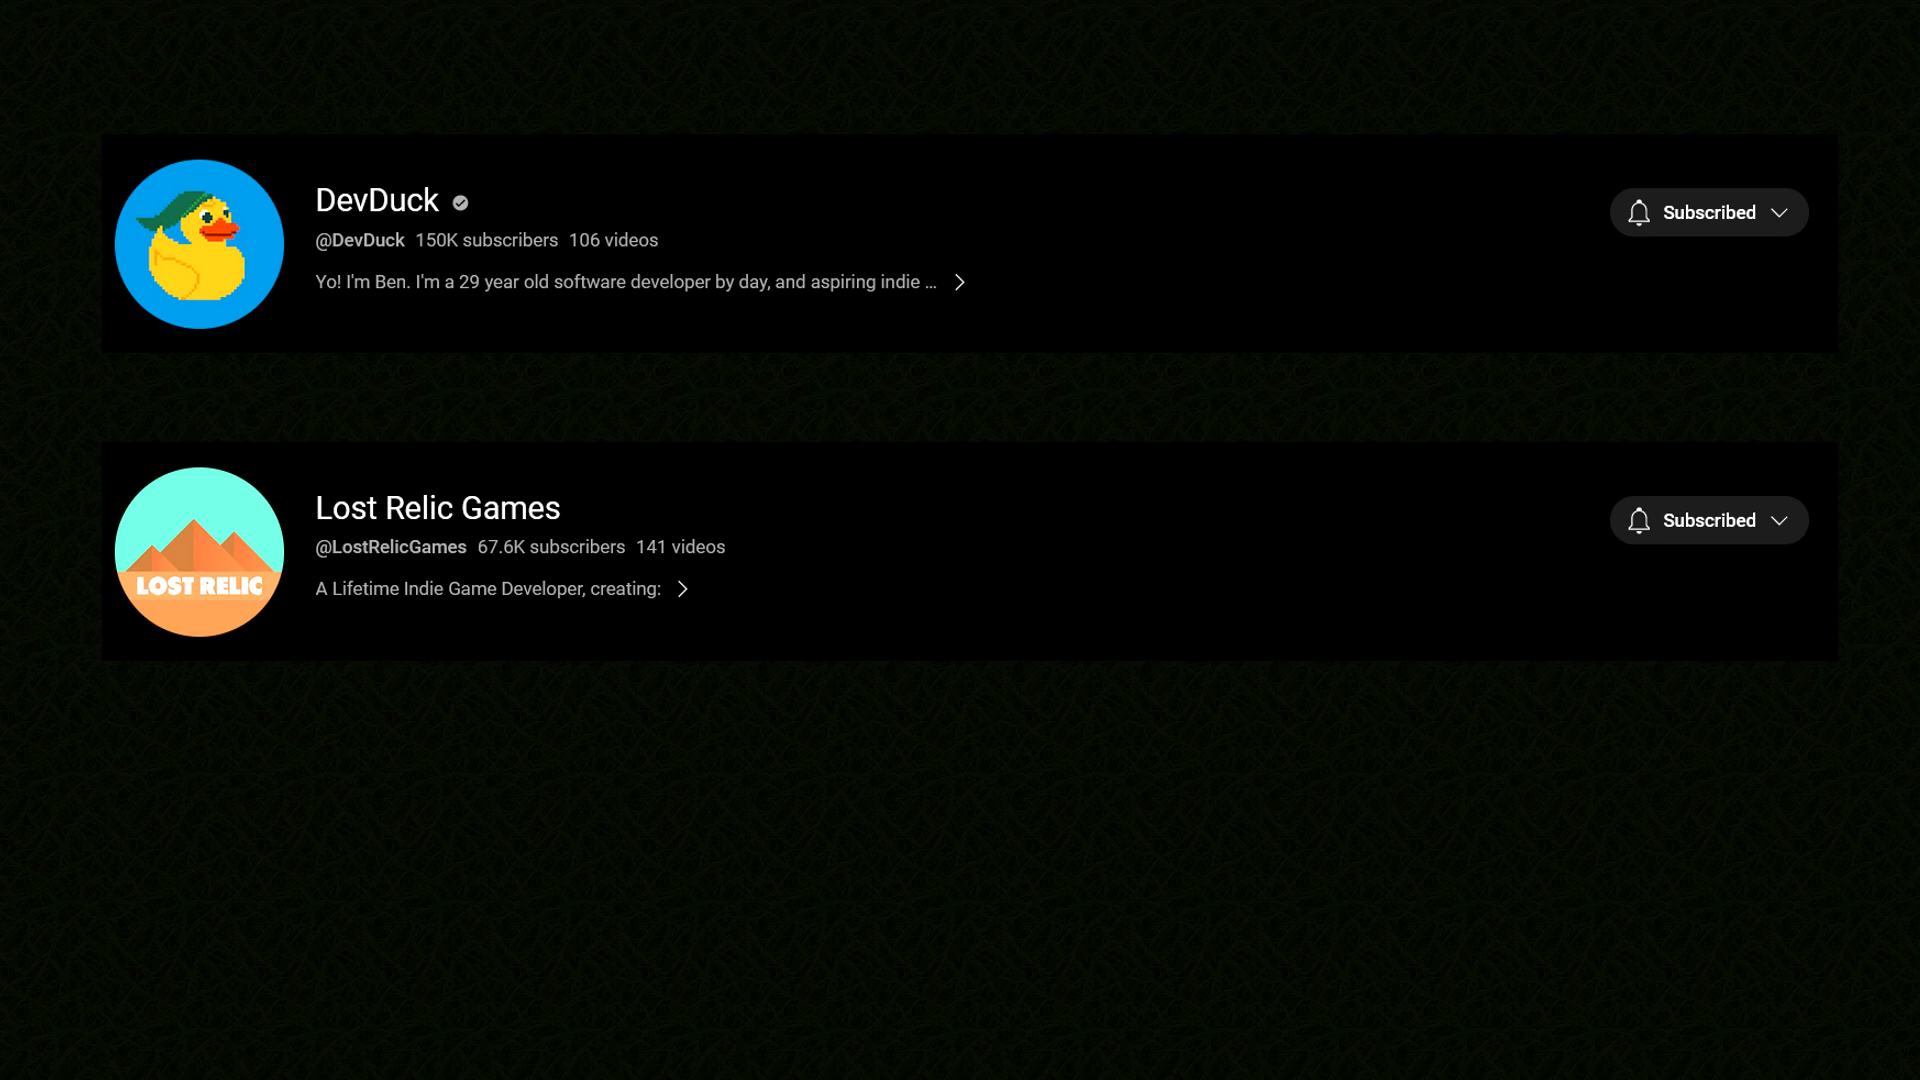 DevDuck
@DevDuck 150K subscribers 106 videos
Yo! I'm Ben. I'm a 29 year old software developer by day, and aspiring indie ...
Subscribed
LOST RELIC
Lost Relic Games
@LostRelicGames 67.6K subscribers 141 videos
A Lifetime Indie Game Developer, creating:
Subscribed